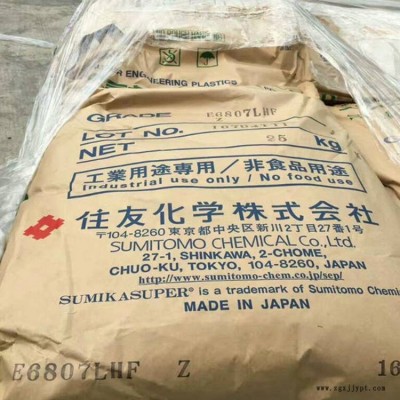 R ENGINEERING PLASTICS
GRADE E6807LHF
Z
LOT NO.
NET 25 kg
工業用途専用／非食品用途
Industrial use only / No food use
住友化学株式会社
〒104-8260 東京都中央区新川2丁目27番1号
SUMITOMO CHEMICAL Co., Ltd.
27-1, SHINKAWA, 2-CHOME,
CHUO-KU, TOKYO, 104-8260, JAPAN
http://www.sumitomo-chem.co.jp/sep/
SUMIKASUPER® is a trademark of Sumitomo Chemic
MADE IN JAPAN
E6807LHF Z 16
www.zgsjjypt.com